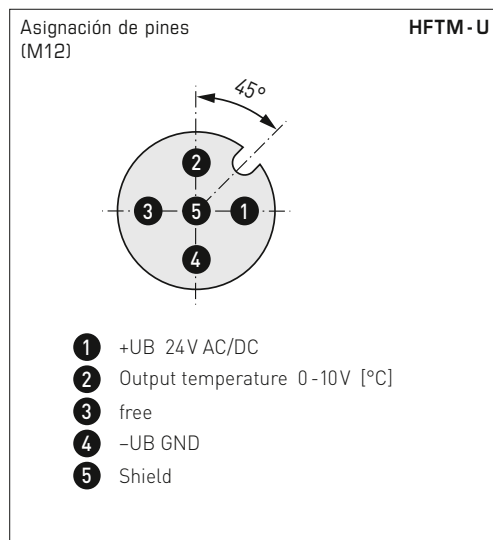 Asignación de pines HFTM-U
(M12)
45°
2
3 5 1
4
1 +UB 24 V AC/DC
2 Output temperature 0-10V [°C]
3 free
4 –UB GND
5 Shield